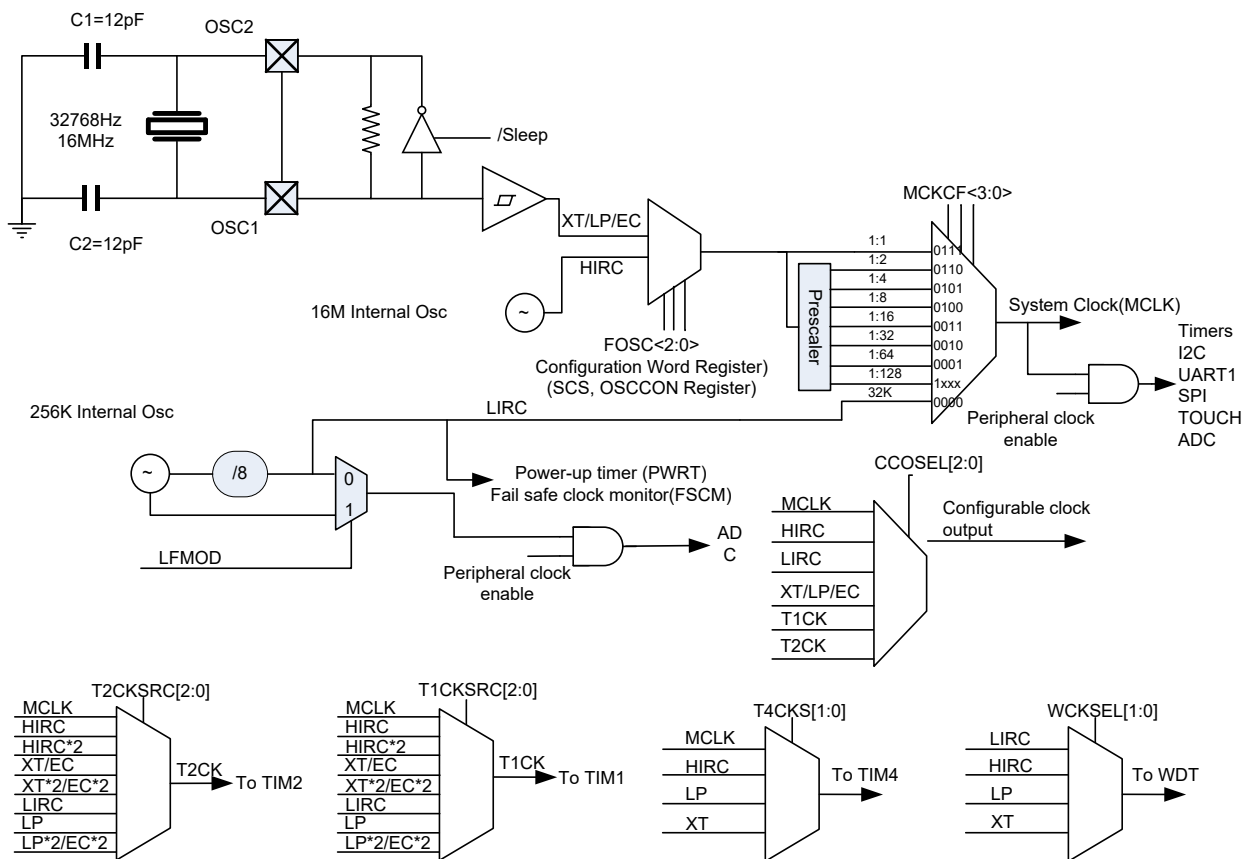 C1=12pF
OSC2
32768Hz
16MHz
/Sleep
OSC1
C2=12pF
XT/LP/EC
HIRC
16M Internal Osc
~
FOSC<2:0>
Configuration Word Register)
(SCS, OSCCON Register)
MCKCF<3:0>
Prescaler
1:1
0111
1:2
0110
1:4
0101
1:8
0100
1:16
0011
1:32
0010
1:64
0001
1:128
1xxx
32K
0000
System Clock(MCLK)
Timers
I2C
UART1
SPI
TOUCH
ADC
Peripheral clock
enable
256K Internal Osc
LIRC
~
/8
0
1
LFMOD
Power-up timer (PWRT)
Fail safe clock monitor(FSCM)
Peripheral clock
enable
AD
C
CCOSEL[2:0]
MCLK
HIRC
LIRC
XT/LP/EC
T1CK
T2CK
Configurable clock
output
T2CKSRC[2:0]
MCLK
HIRC
HIRC*2
XT/EC
XT*2/EC*2
LIRC
LP
LP*2/EC*2
T2CK
To TIM2
T1CKSRC[2:0]
MCLK
HIRC
HIRC*2
XT/EC
XT*2/EC*2
LIRC
LP
LP*2/EC*2
T1CK
To TIM1
T4CKS[1:0]
MCLK
HIRC
LP
XT
To TIM4
WCKSEL[1:0]
LIRC
HIRC
LP
XT
To WDT